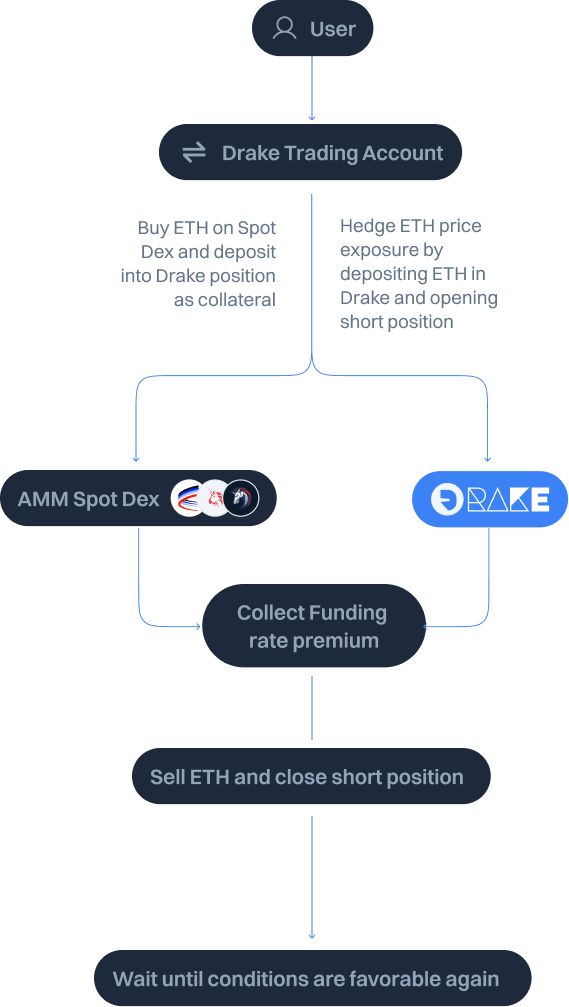 User
Drake Trading Account
Buy ETH on Spot
Dex and deposit
into Drake position
as collateral
Hedge ETH price
exposure by
depositing ETH in
Drake and opening
short position
AMM Spot Dex
DRAKE
Collect Funding
rate premium
Sell ETH and close short position
Wait until conditions are favorable again